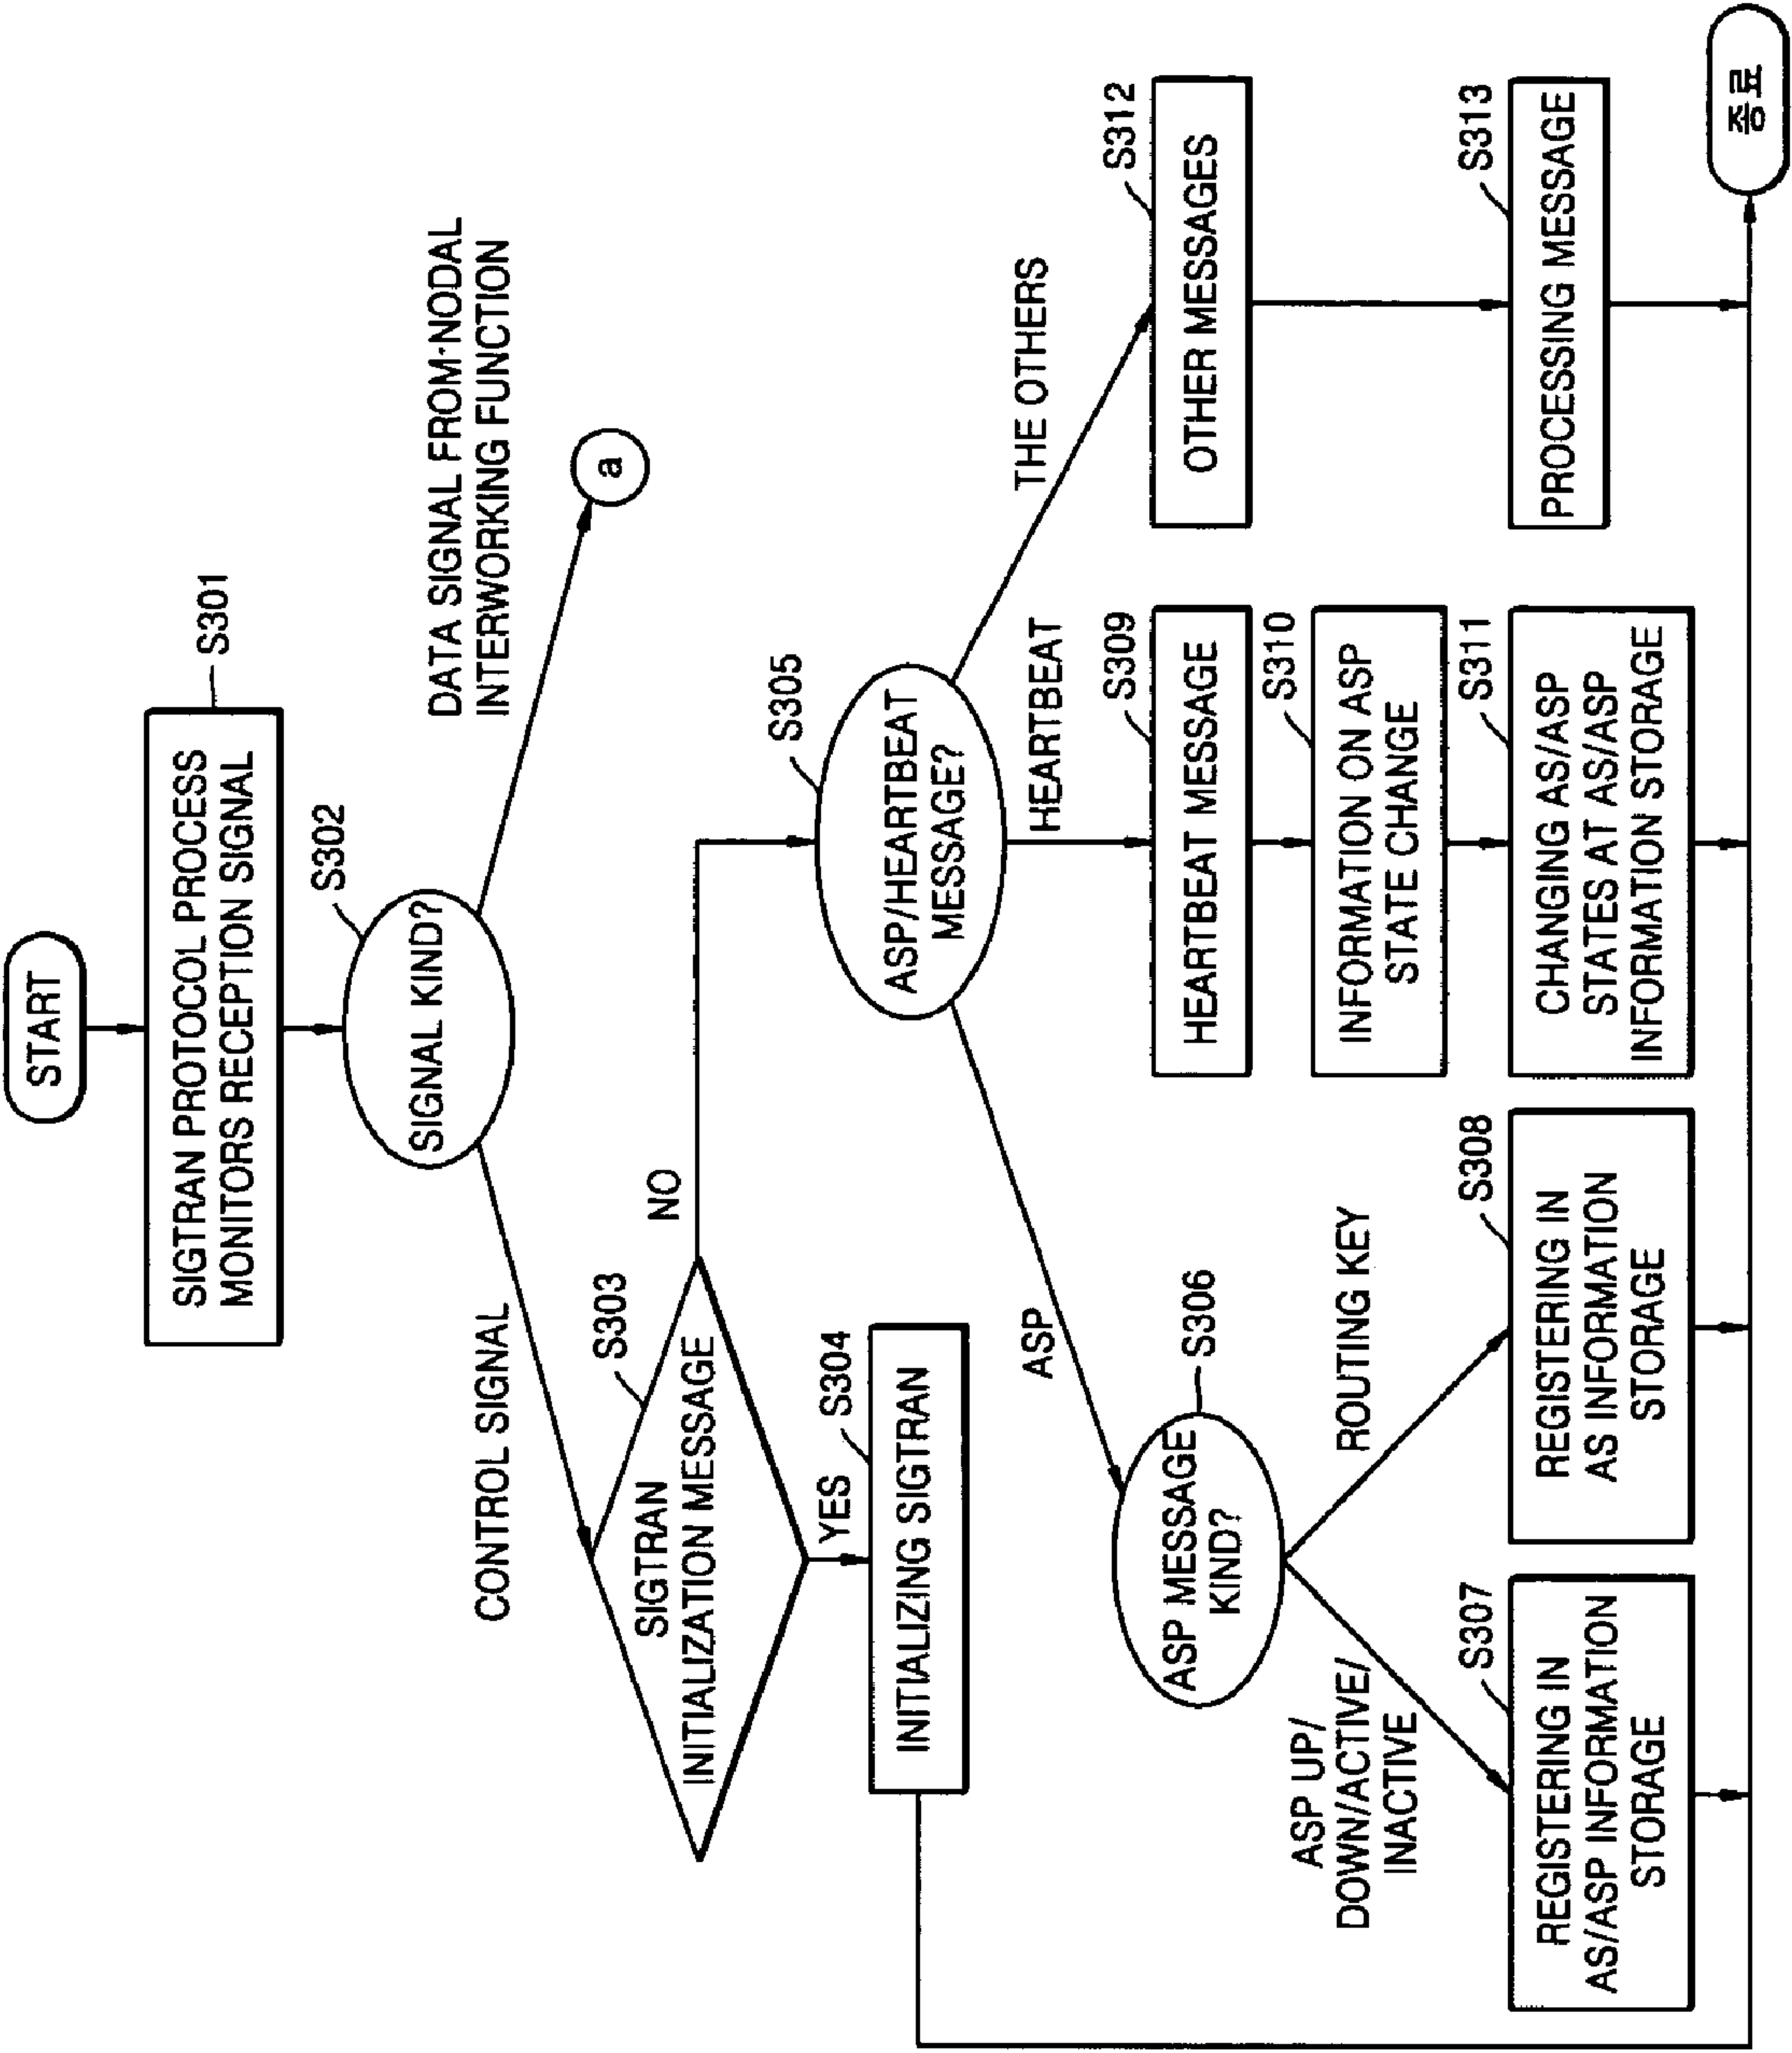 START
S301
SIGTRAN PROTOCOL PROCESS
MONITORS RECEPTION SIGNAL
S302
SIGNAL KIND?
CONTROL SIGNAL
DATA SIGNAL FROM-NODAL
INTERWORKING FUNCTION
a
S303
SIGTRAN
INITIALIZATION MESSAGE
NO
YES
S304
INITIALIZING SIGTRAN
S305
ASP/HEARTBEAT
MESSAGE?
ASP
HEARTBEAT
THE OTHERS
S306
ASP MESSAGE
KIND?
ASP UP/
DOWN/ACTIVE/
INACTIVE
ROUTING KEY
S307
REGISTERING IN
AS/ASP INFORMATION
STORAGE
S308
REGISTERING IN
AS INFORMATION
STORAGE
S309
HEARTBEAT MESSAGE
S310
INFORMATION ON ASP
STATE CHANGE
S311
CHANGING AS/ASP
STATES AT AS/ASP
INFORMATION STORAGE
S312
OTHER MESSAGES
S313
PROCESSING MESSAGE
종료